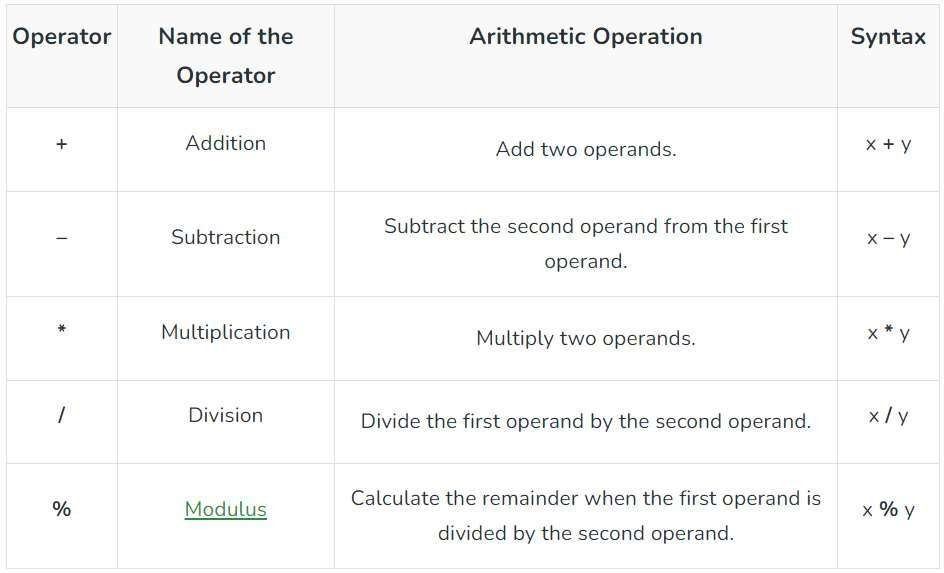 Operator Name of the Operator Arithmetic Operation Syntax
+ Addition Add two operands. x + y
– Subtraction Subtract the second operand from the first operand. x – y
* Multiplication Multiply two operands. x * y
/ Division Divide the first operand by the second operand. x / y
% Modulus Calculate the remainder when the first operand is divided by the second operand. x % y